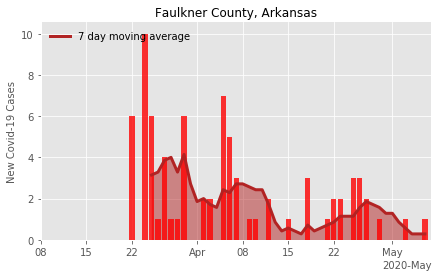 Faulkner County, Arkansas
7 day moving average
New Covid-19 Cases
10
8
6
4
2
0
08 15 22 Apr 08 15 22 May
2020-May